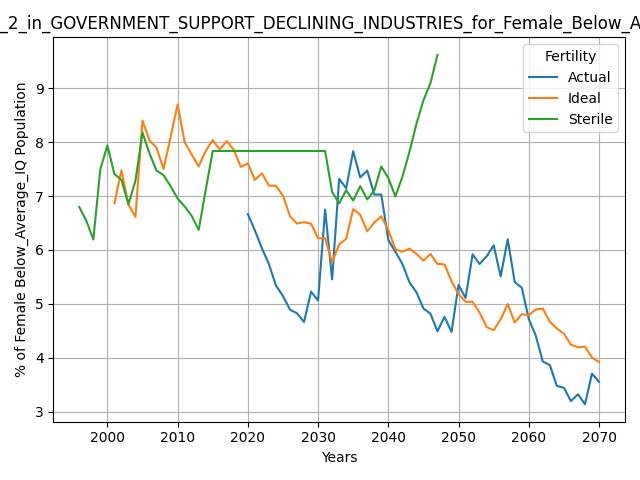 _2_in_GOVERNMENT_SUPPORT_DECLINING_INDUSTRIES_for_Female_Below_A
% of Female Below_Average_IQ Population
Fertility
Actual
Ideal
Sterile
9
8
7
6
5
4
3
2000 2010 2020 2030 2040 2050 2060 2070
Years